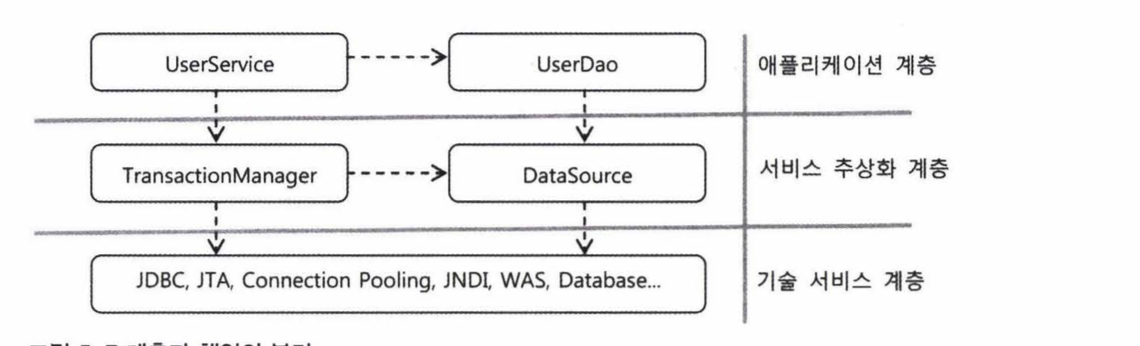 UserService
UserDao
애플리케이션 계층
TransactionManager
DataSource
서비스 추상화 계층
JDBC, JTA, Connection Pooling, JNDI, WAS, Database...
기술 서비스 계층